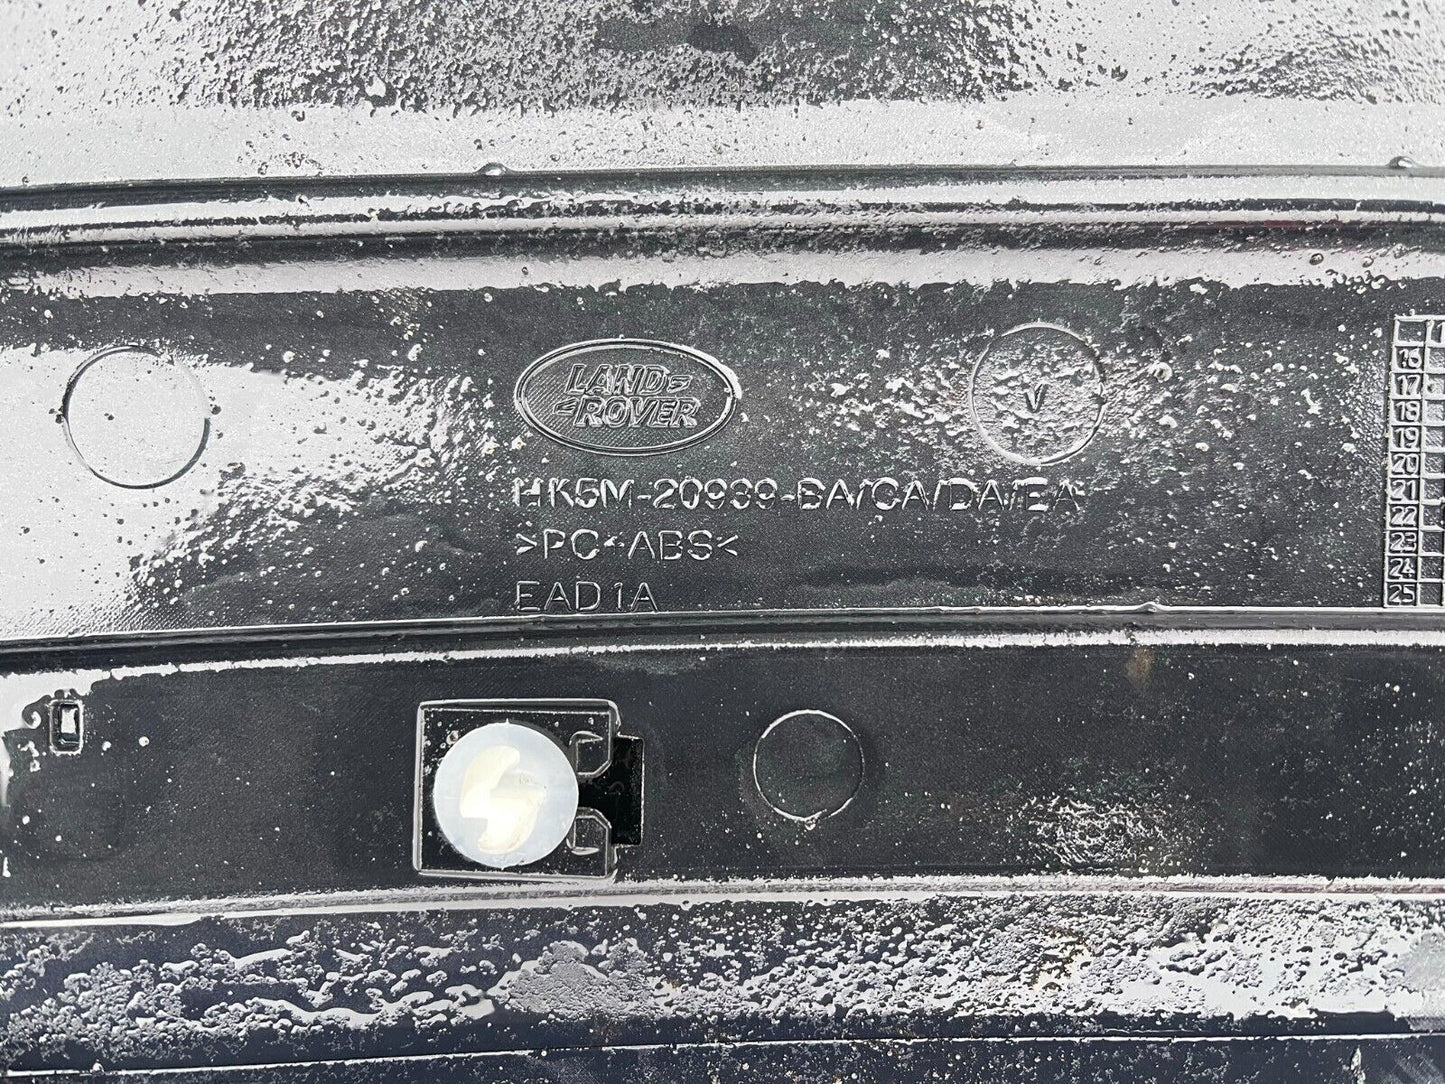 LAND
ROVER
V
HK5M-20939-BA/CA/DA/EA
>PC+ABS<
EAD1A
16
17
18
19
20
21
22
23
24
25